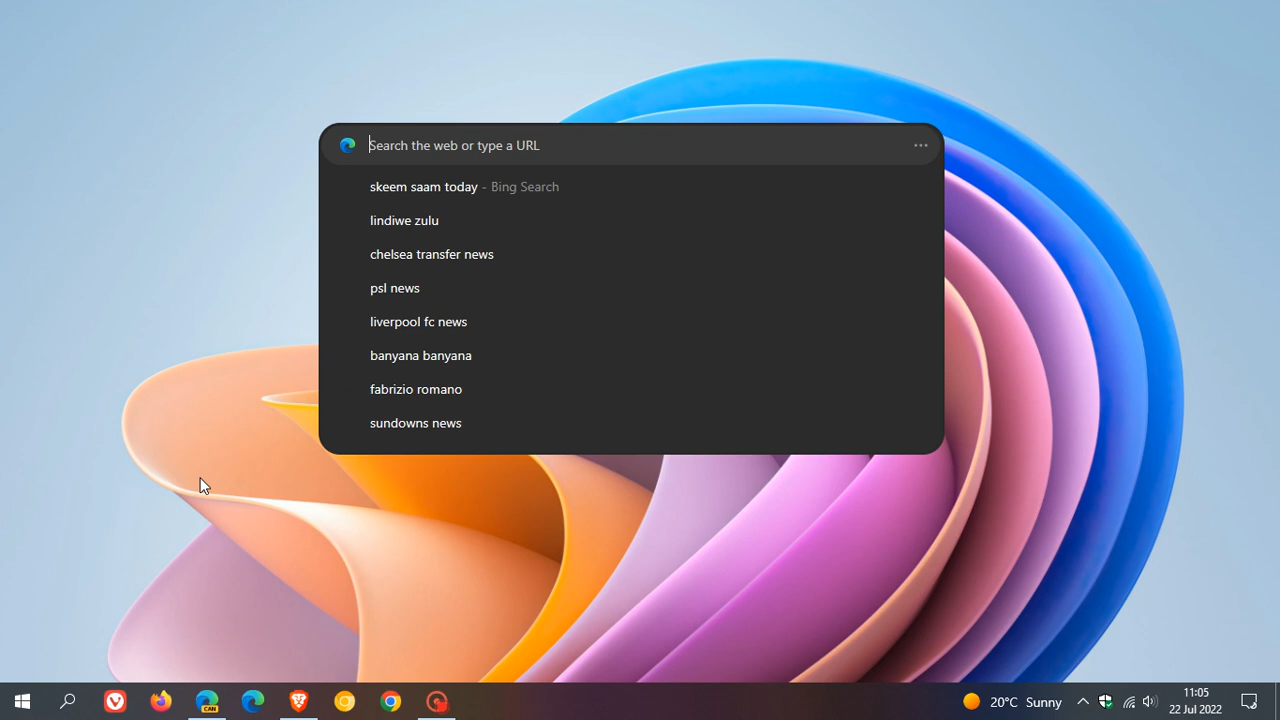 Search the web or type a URL
skeem saam today - Bing Search
lindiwe zulu
chelsea transfer news
psl news
liverpool fc news
banyana banyana
fabrizio romano
sundowns news
CAN
20°C Sunny
11:05
22 Jul 2022